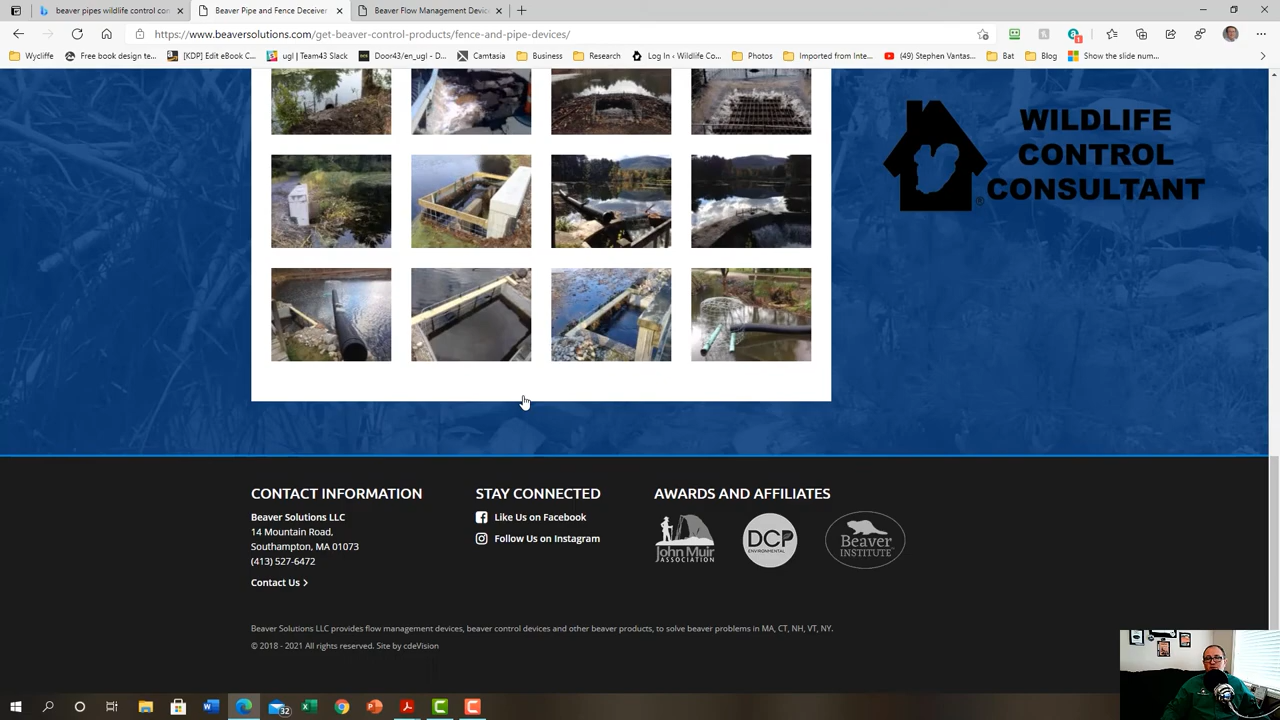 beaver pipes wildlife control con
Beaver Pipe and Fence Deceiver
Beaver Flow Management Device
https://www.beaversolutions.com/get-beaver-control-products/fence-and-pipe-devices/
Wycliffe
Free book design te...
[KDP] Edit eBook C...
ugl | Team43 Slack
Door43/en_ugl - D...
Camtasia
Business
Research
Log In ‹ Wildlife Co...
Photos
Imported from Inte...
(49) Stephen Vantas...
Bat
Blog
Show the slide num...
WILDLIFE
CONTROL
CONSULTANT
®
CONTACT INFORMATION
Beaver Solutions LLC
14 Mountain Road,
Southampton, MA 01073
(413) 527-6472
Contact Us >
STAY CONNECTED
Like Us on Facebook
Follow Us on Instagram
AWARDS AND AFFILIATES
John Muir
ASSOCIATION
DCP
ENVIRONMENTAL
Beaver
INSTITUTE
Beaver Solutions LLC provides flow management devices, beaver control devices and other beaver products, to solve beaver problems in MA, CT, NH, VT, NY.
© 2018 - 2021 All rights reserved. Site by cdeVision
32